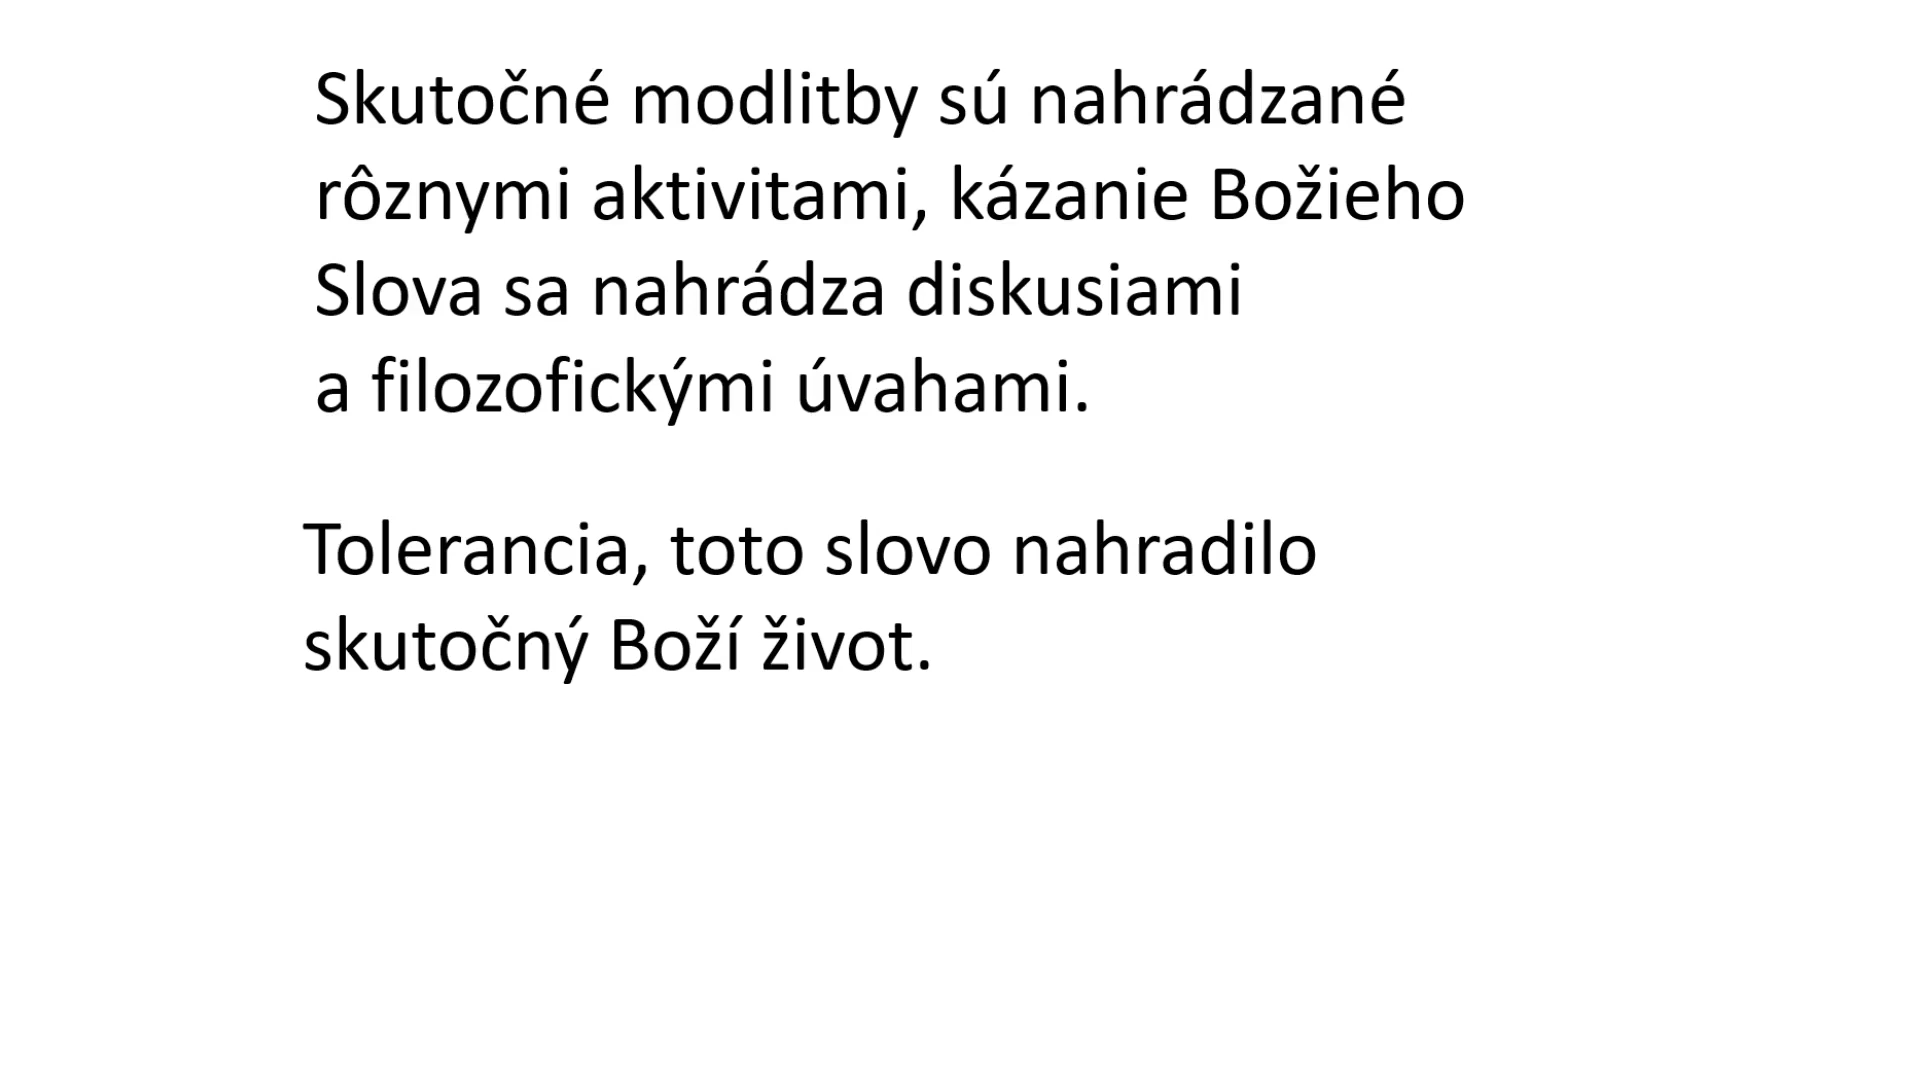 Skutočné modlitby sú nahrádzané
rôznymi aktivitami, kázanie Božieho
Slova sa nahrádza diskusiami
a filozofickými úvahami.
Tolerancia, toto slovo nahradilo
skutočný Boží život.